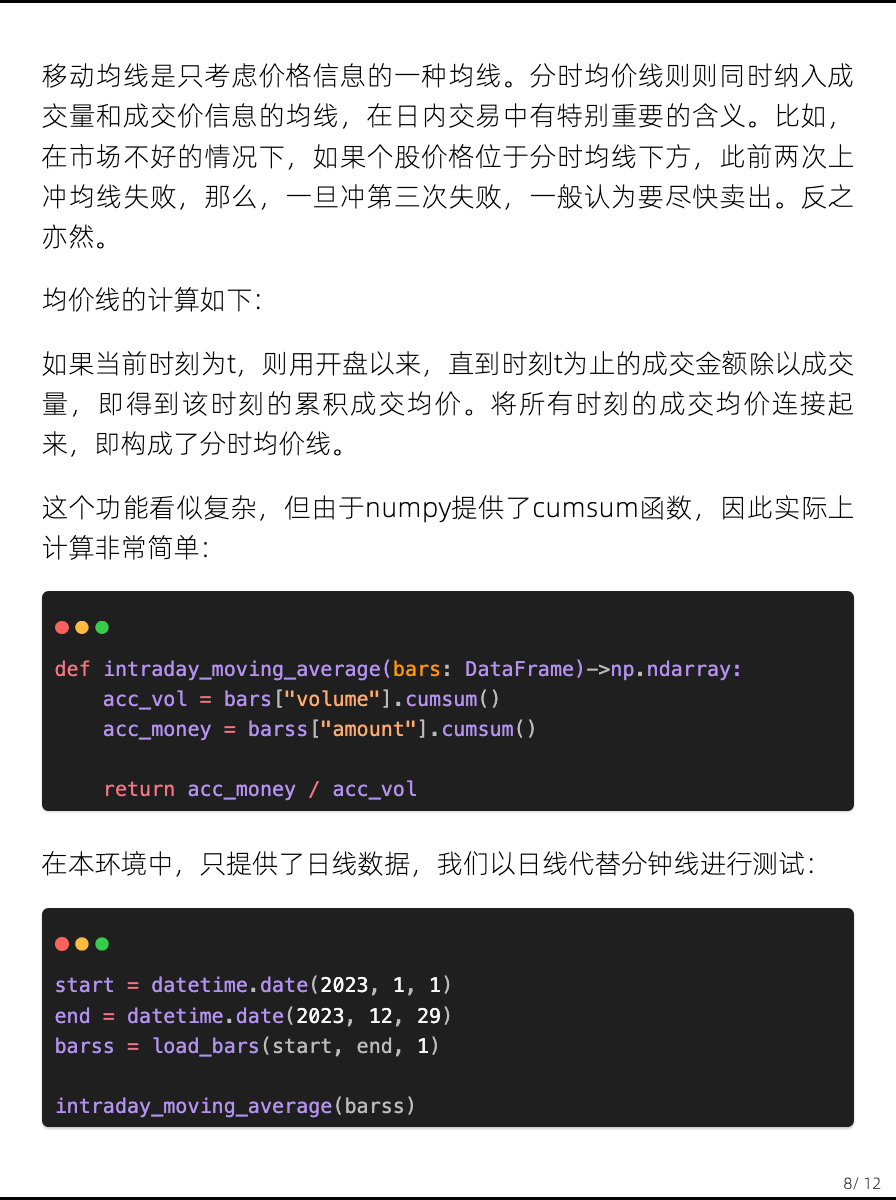 移动均线是只考虑价格信息的一种均线。分时均价线则则同时纳入成
交量和成交价信息的均线，在日内交易中有特别重要的含义。比如，
在市场不好的情况下，如果个股价格位于分时均线下方，此前两次上
冲均线失败，那么，一旦冲第三次失败，一般认为要尽快卖出。反之
亦然。
均价线的计算如下：
如果当前时刻为t，则用开盘以来，直到时刻t为止的成交金额除以成交
量，即得到该时刻的累积成交均价。将所有时刻的成交均价连接起
来，即构成了分时均价线。
这个功能看似复杂，但由于numpy提供了cumsum函数，因此实际上
计算非常简单：
def intraday_moving_average(bars: DataFrame)->np.ndarray:
    acc_vol = bars["volume"].cumsum()
    acc_money = barss["amount"].cumsum()
    return acc_money / acc_vol
在本环境中，只提供了日线数据，我们以日线代替分钟线进行测试：
start = datetime.date(2023, 1, 1)
end = datetime.date(2023, 12, 29)
barss = load_bars(start, end, 1)
intraday_moving_average(barss)
8/ 12